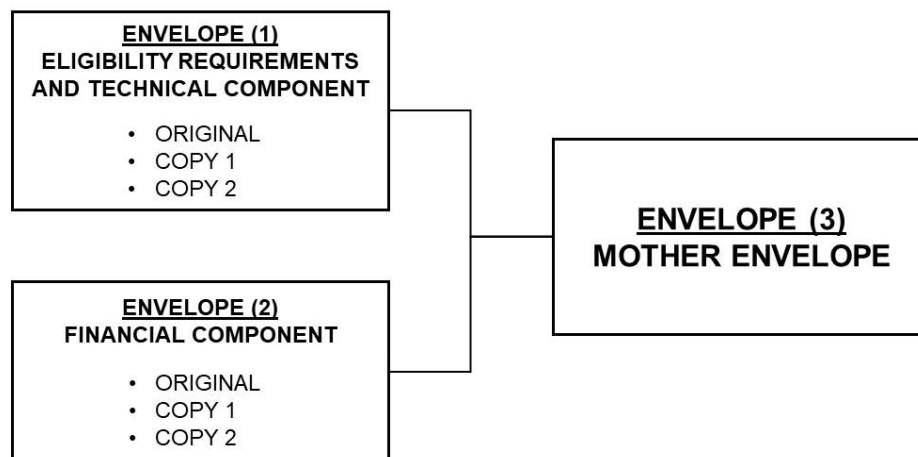 ENVELOPE (1)
ELIGIBILITY REQUIREMENTS
AND TECHNICAL COMPONENT
• ORIGINAL
• COPY 1
• COPY 2
ENVELOPE (2)
FINANCIAL COMPONENT
• ORIGINAL
• COPY 1
• COPY 2
ENVELOPE (3)
MOTHER ENVELOPE